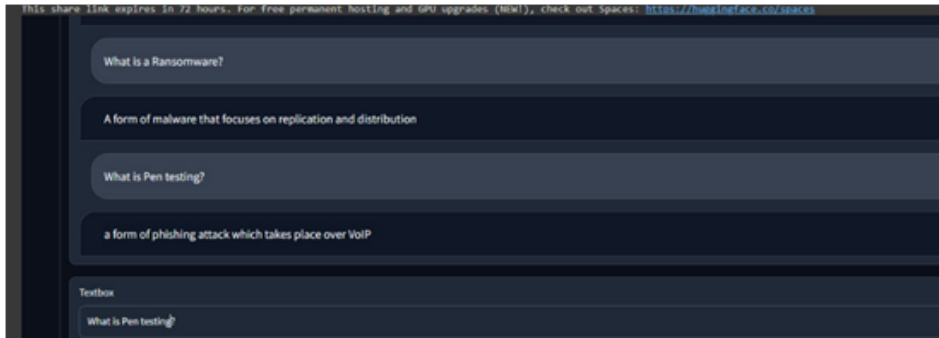 This share link expires in 72 hours. For free permanent hosting and GPU upgrades (NEW!), check out Spaces: https://huggingface.co/spaces
What is a Ransomware?
A form of malware that focuses on replication and distribution
What is Pen testing?
a form of phishing attack which takes place over VoIP
Textbox
What is Pen testing?